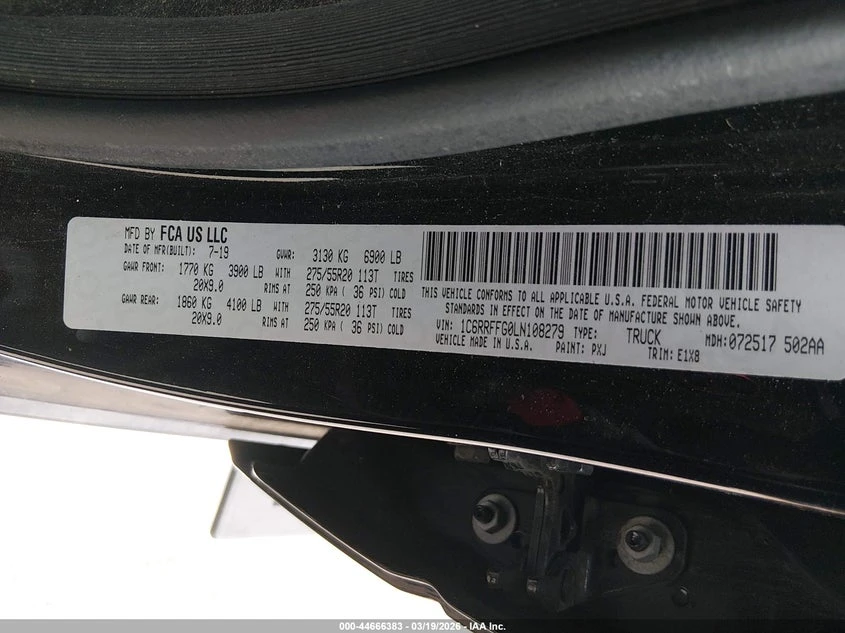 MFD BY FCA US LLC
DATE OF MFR(BUILT): 7-19 GVWR: 3130 KG 6900 LB
GAWR FRONT: 1770 KG 3900 LB WITH 275/55R20 113T TIRES
20X9.0 RIMS AT 250 KPA ( 36 PSI) COLD
GAWR REAR: 1860 KG 4100 LB WITH 275/55R20 113T TIRES
20X9.0 RIMS AT 250 KPA ( 36 PSI) COLD
THIS VEHICLE CONFORMS TO ALL APPLICABLE U.S.A. FEDERAL MOTOR VEHICLE SAFETY
STANDARDS IN EFFECT ON THE DATE OF MANUFACTURE SHOWN ABOVE.
VIN: 1C6RRFFG0LN108279 TYPE: TRUCK MDH: 072517 502AA
VEHICLE MADE IN U.S.A. PAINT: PXJ TRIM: E1X8
000-44666383 / 03/19/2026 - IAA Inc.